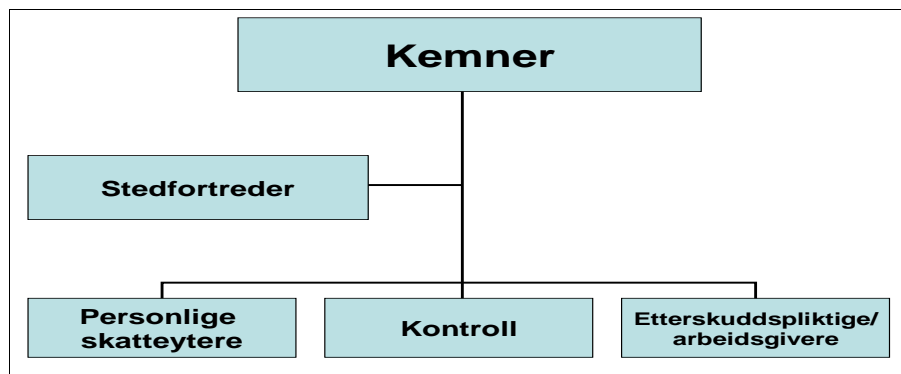 Kemner
Stedfortreder
Personlige
skatteytere
Kontroll
Etterskuddspliktige/
arbeidsgivere